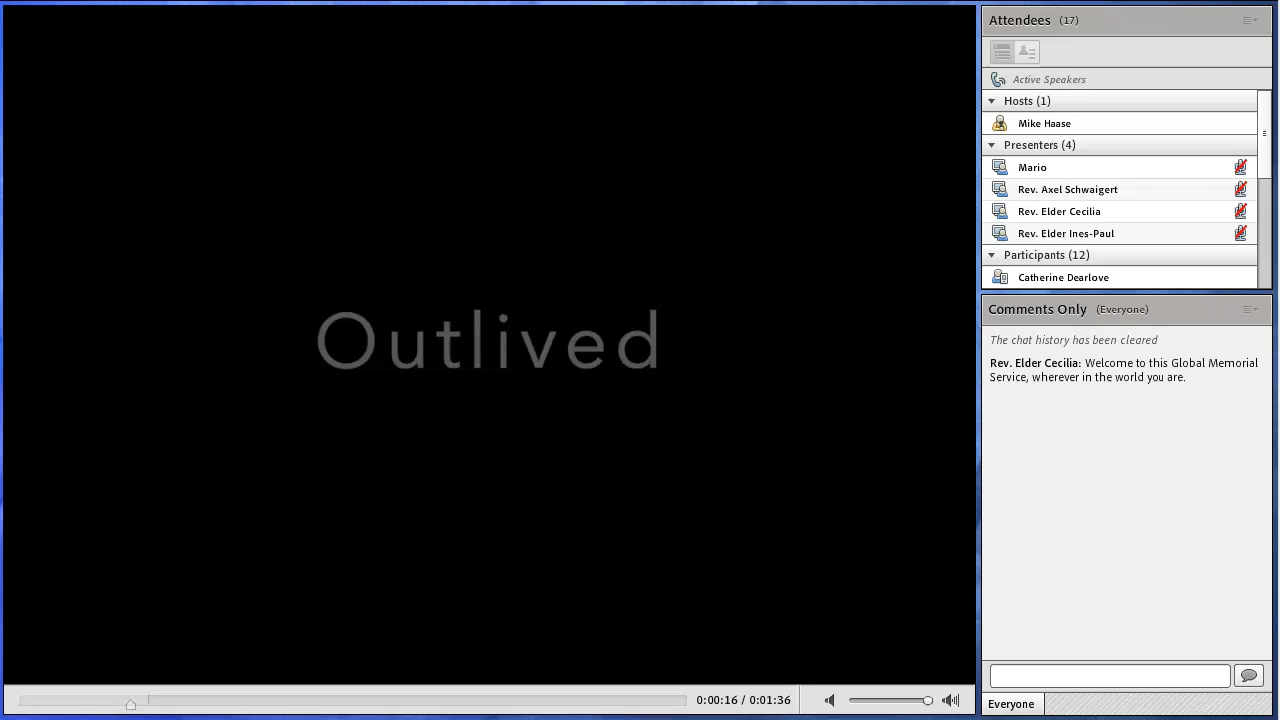 Outlived
0:00:16 / 0:01:36
Attendees (17)
Active Speakers
Hosts (1)
Mike Haase
Presenters (4)
Mario
Rev. Axel Schwaigert
Rev. Elder Cecilia
Rev. Elder Ines-Paul
Participants (12)
Catherine Dearlove
Comments Only (Everyone)
The chat history has been cleared
Rev. Elder Cecilia: Welcome to this Global Memorial
Service, wherever in the world you are.
Everyone